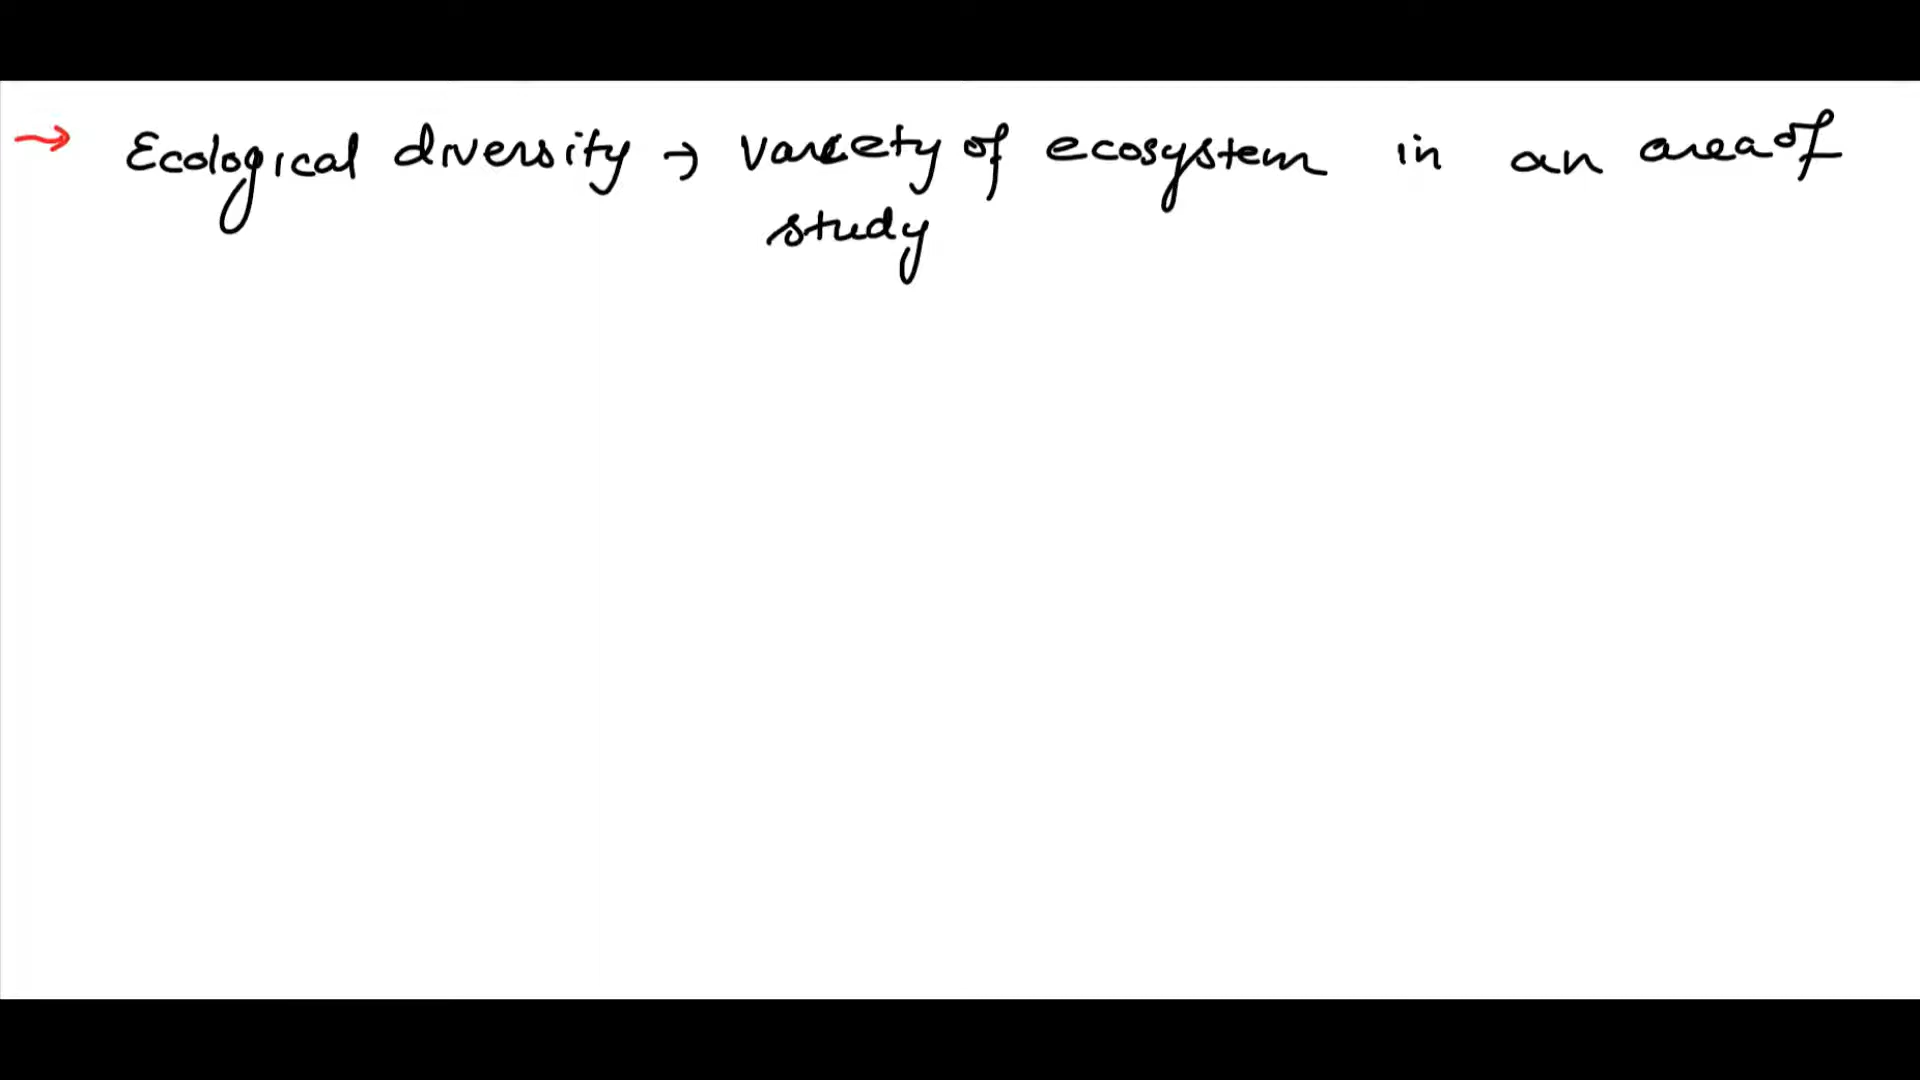 → Ecological diversity → variety of ecosystem in an area of
study